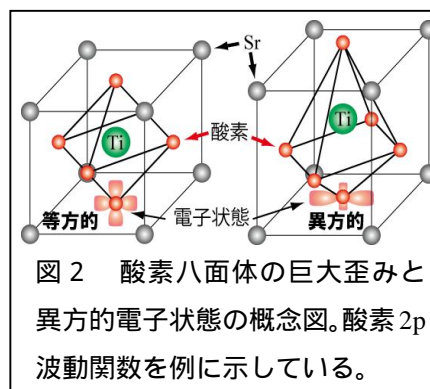 Sr
Ti
Ti
酸素
電子状態
等方的
異方的
図2 酸素八面体の巨大歪みと
異方的電子状態の概念図。酸素2p
波動関数を例に示している。